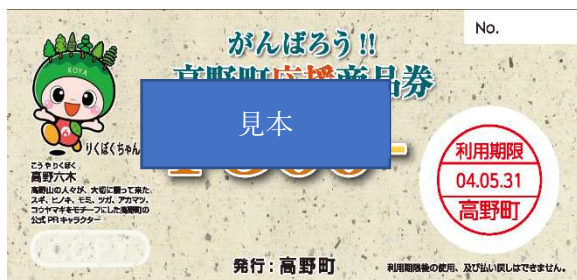 No.
がんばろう!!
高野町応援商品券
見本
KOYA
りくぼくちゃん
こうやりくぼく
高野六木
高野山の人々が、大切に護って来た
スギ、ヒノキ、モミ、ツガ、アカマツ、
コウヤマキをモチーフにした高野町の
公式PRキャラクター
利用期限
04.05.31
高野町
発行:高野町
利用期限後の使用、及び払い戻しはできません。